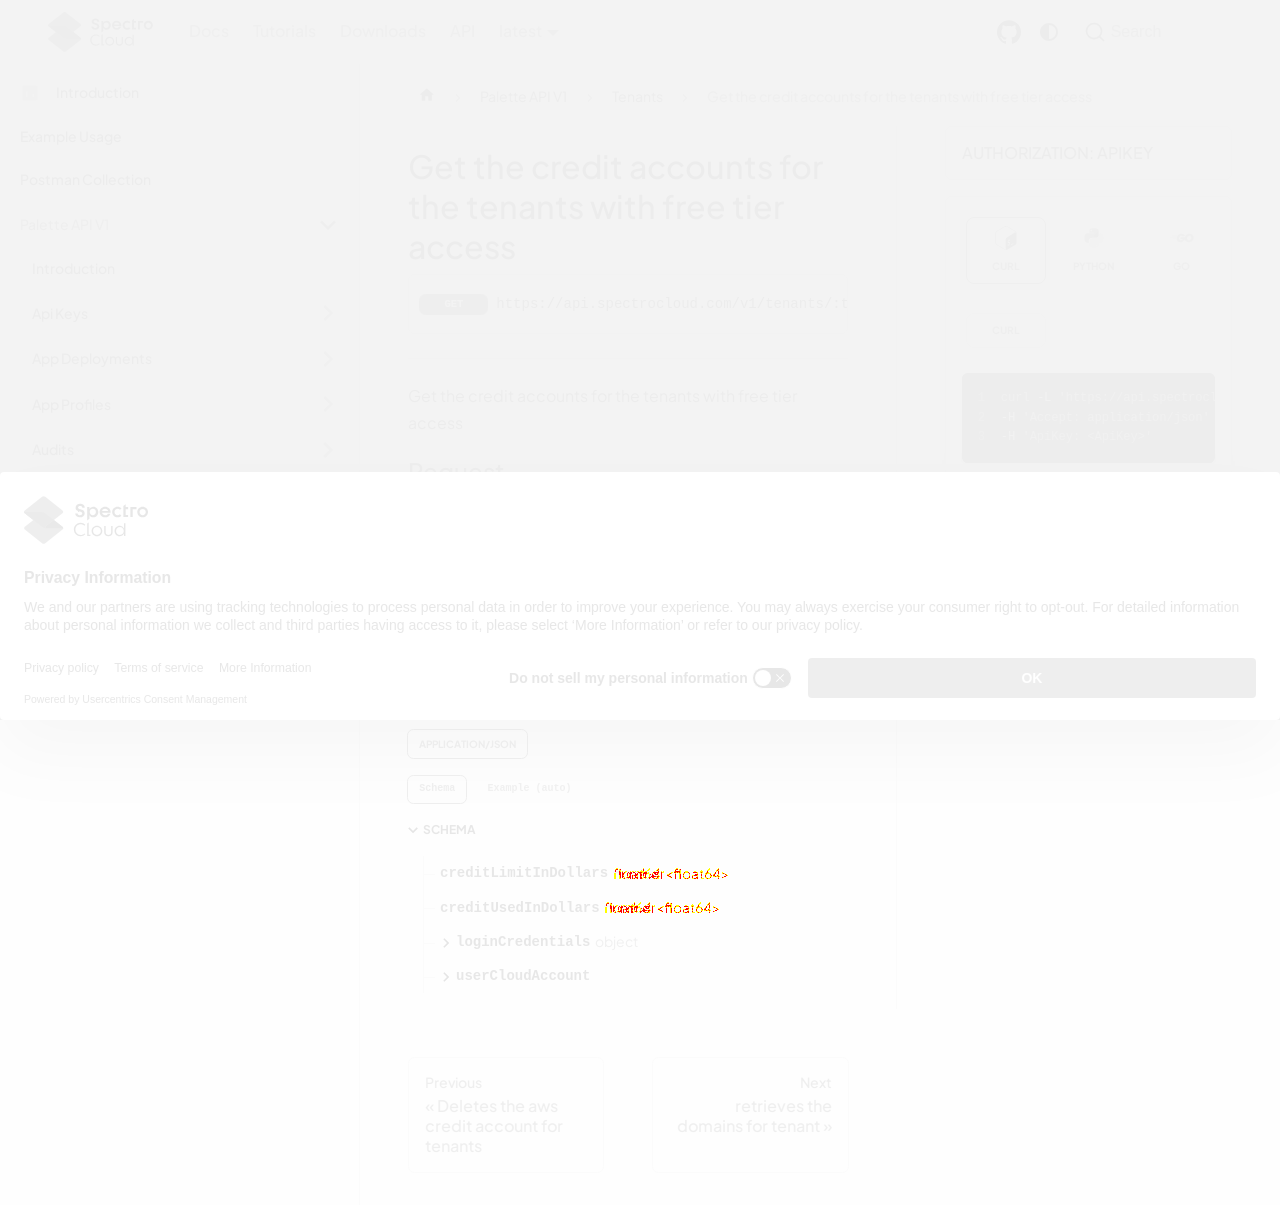 Spectro Cloud
Docs Tutorials Downloads API latest
Search
Introduction
Example Usage
Postman Collection
Palette API V1
Introduction
Api Keys
App Deployments
App Profiles
Audits
Palette API V1 Tenants Get the credit accounts for the tenants with free tier access
Get the credit accounts for
the tenants with free tier
access
GET https://api.spectrocloud.com/v1/tenants/:t
Get the credit accounts for the tenants with free tier
access
Request
AUTHORIZATION: APIKEY
CURL PYTHON GO
CURL
Spectro
Cloud
Privacy Information
We and our partners are using tracking technologies to process personal data in order to improve your experience. You may always exercise your consumer right to opt-out. For detailed information
about personal information we collect and third parties having access to it, please select ‘More Information’ or refer to our privacy policy.
Privacy policy Terms of service More Information
Do not sell my personal information
OK
Powered by Usercentrics Consent Management
APPLICATION/JSON
Schema Example (auto)
SCHEMA
creditLimitInDollars
creditUsedInDollars
loginCredentials object
userCloudAccount
Previous
« Deletes the aws
credit account for
tenants
Next
retrieves the
domains for tenant »